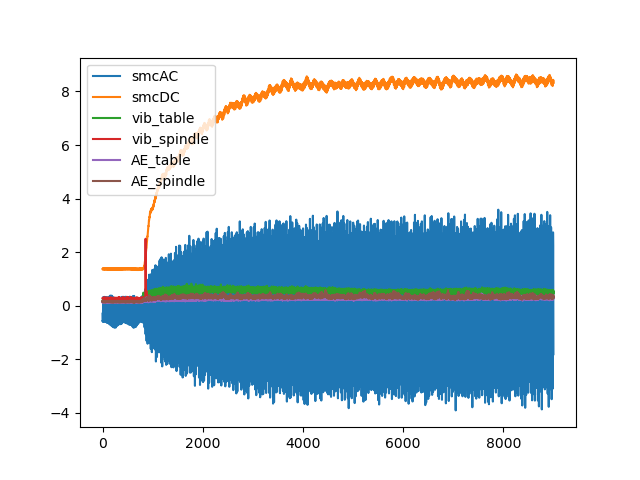 smcAC
smcDC
vib_table
vib_spindle
AE_table
AE_spindle
8
6
4
2
0
−2
−4
0 2000 4000 6000 8000